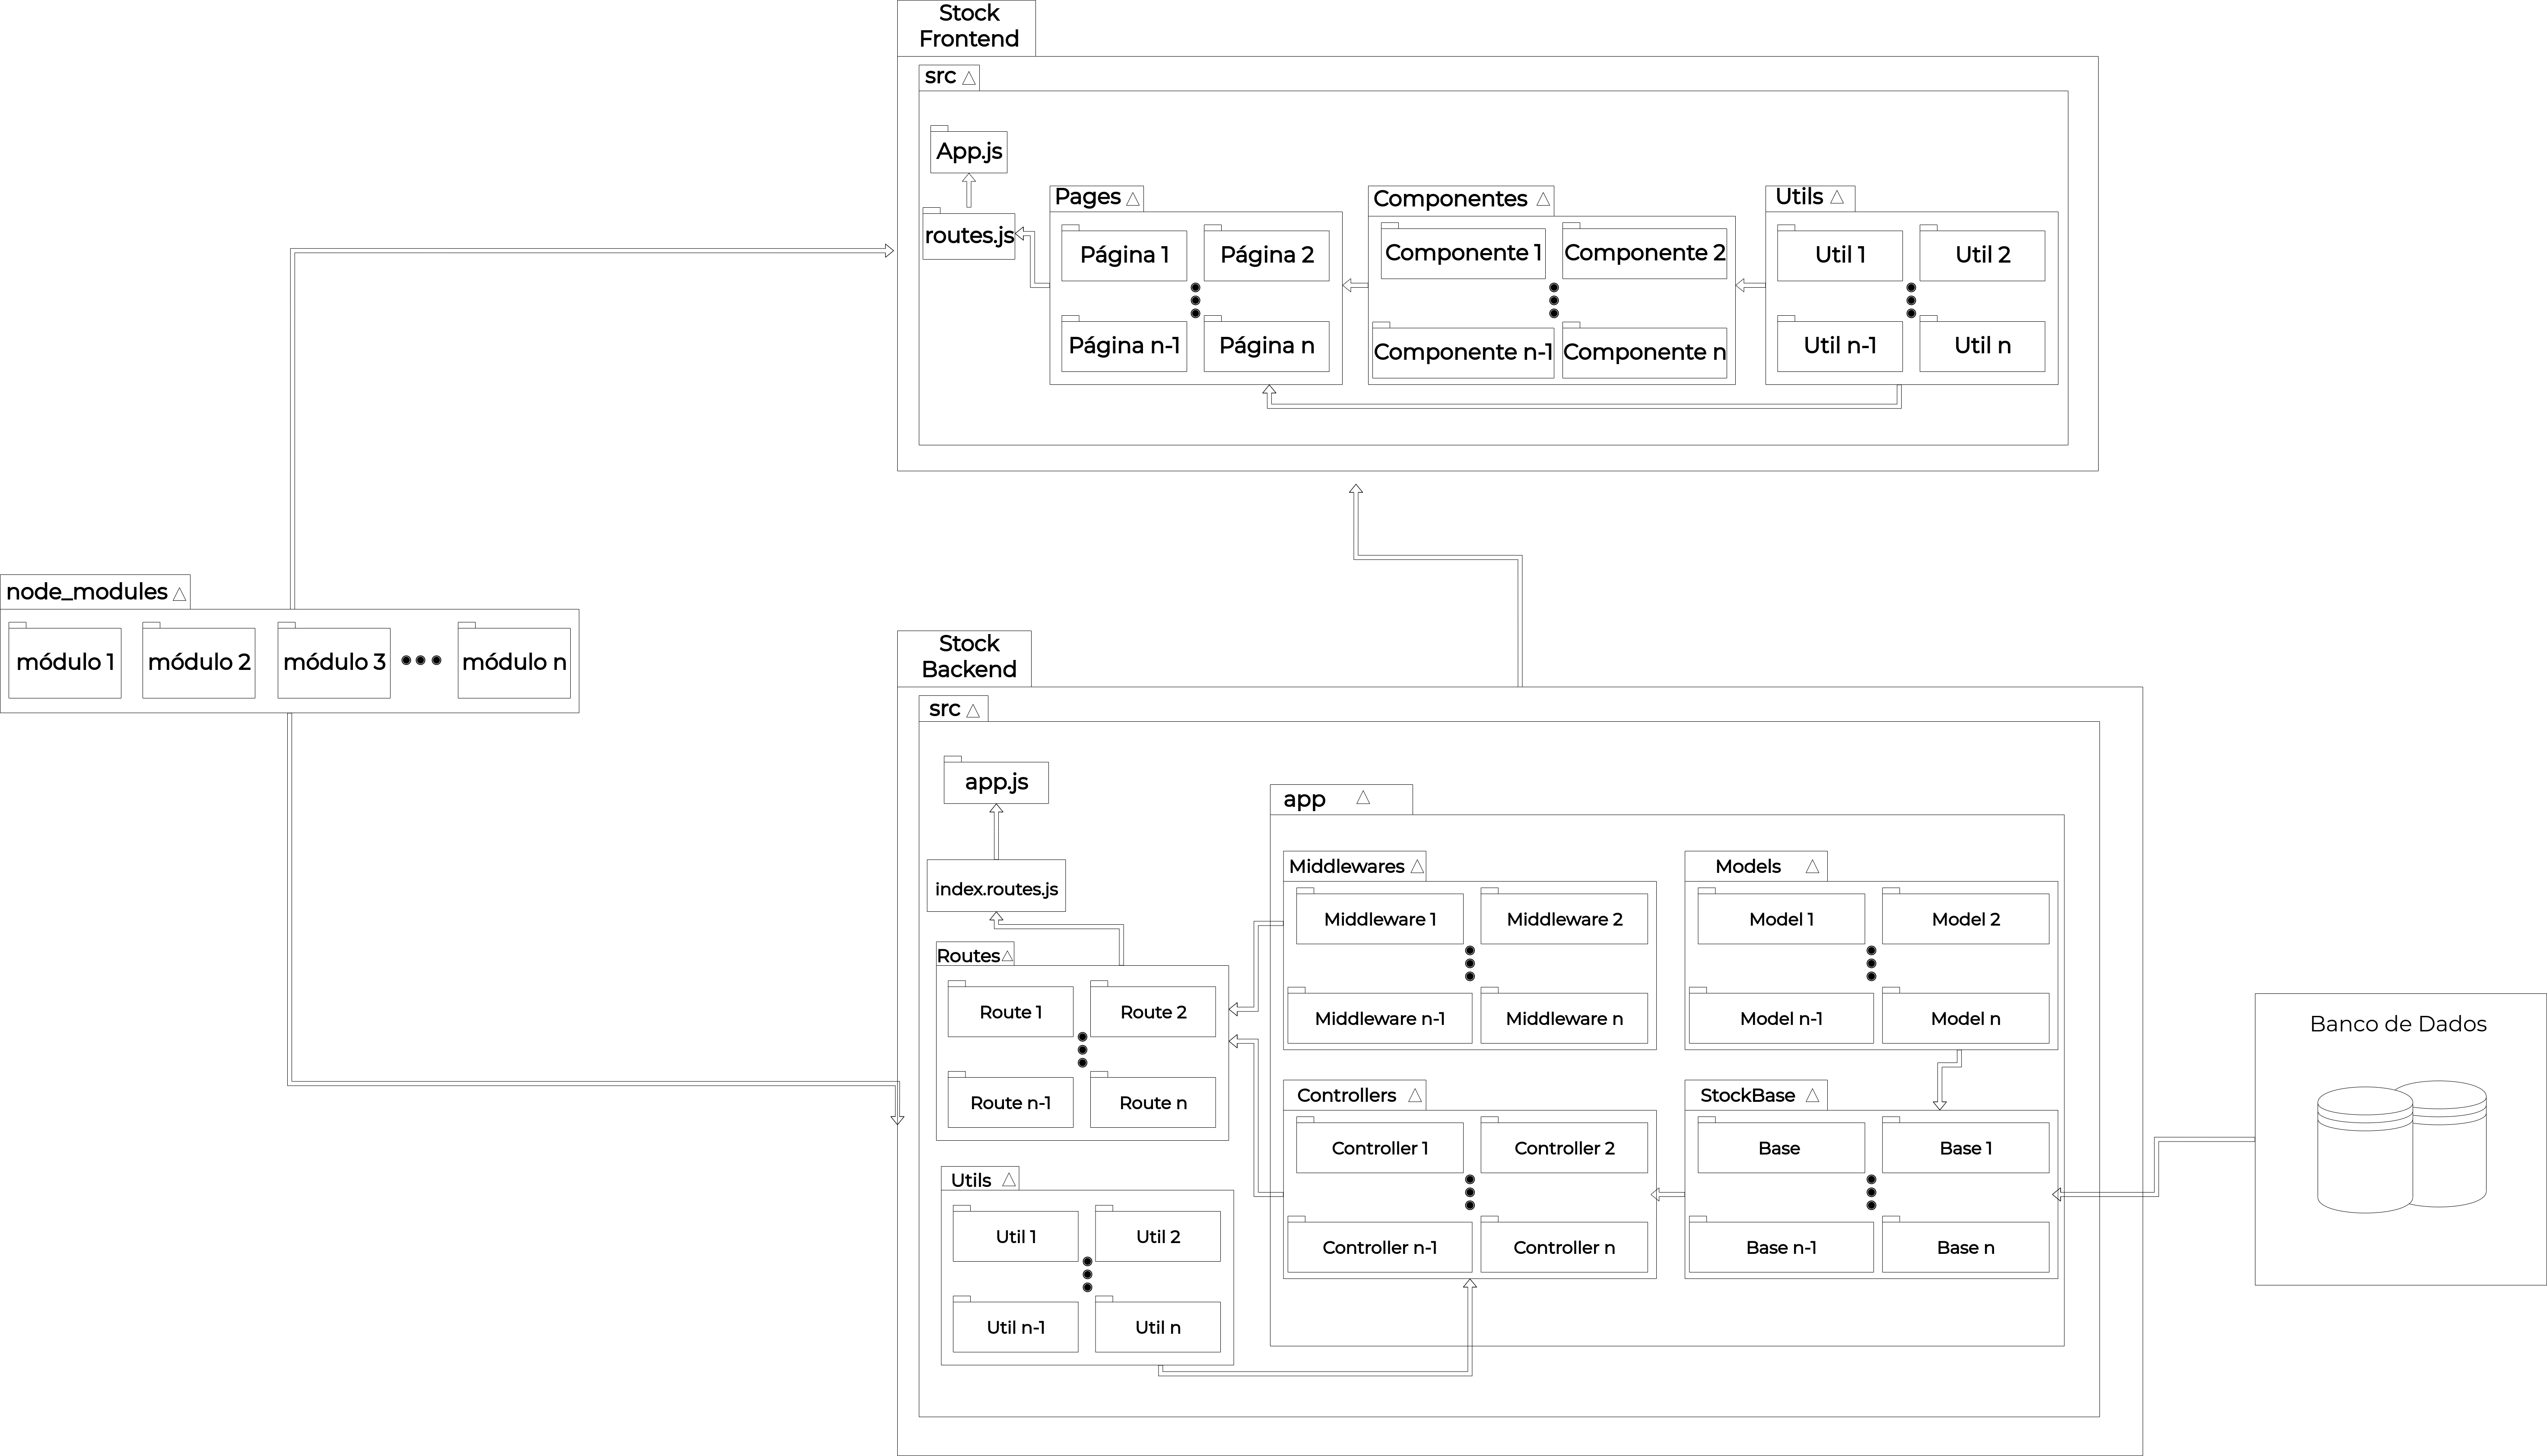 Stock
Frontend
src
App.js
routes.js
Pages
Página 1
Página 2
Página n-1
Página n
Componentes
Componente 1
Componente 2
Componente n-1
Componente n
Utils
Util 1
Util 2
Util n-1
Util n
node_modules
módulo 1
módulo 2
módulo 3
módulo n
Stock
Backend
src
app.js
index.routes.js
Routes
Route 1
Route 2
Route n-1
Route n
Utils
Util 1
Util 2
Util n-1
Util n
app
Middlewares
Middleware 1
Middleware 2
Middleware n-1
Middleware n
Models
Model 1
Model 2
Model n-1
Model n
Controllers
Controller 1
Controller 2
Controller n-1
Controller n
StockBase
Base
Base 1
Base n-1
Base n
Banco de Dados